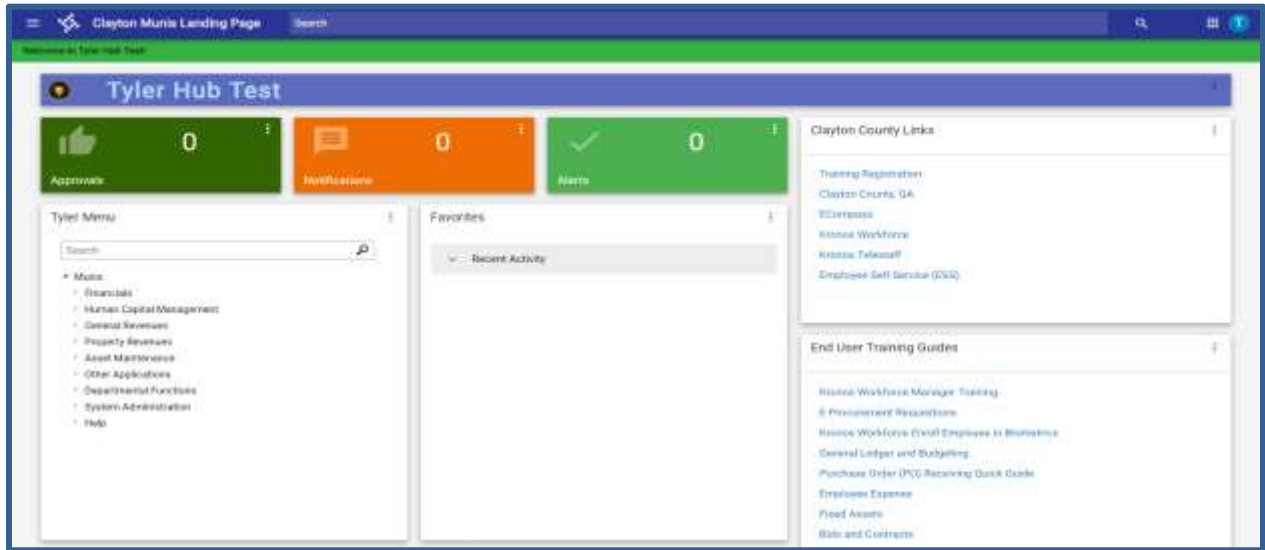 Clayton Munis Landing Page
Search
T
Welcome to Tyler Hub Test!
Tyler Hub Test
0
Approvals
0
Notifications
0
Alerts
Tyler Menu
Search
Munis
Financials
Human Capital Management
General Revenues
Property Revenues
Asset Maintenance
Other Applications
Departmental Functions
System Administration
Help
Favorites
Recent Activity
Clayton County Links
Training Registration
Clayton County, GA
ECompass
Kronos Workforce
Kronos Telestaff
Employee Self Service (ESS)
End User Training Guides
Kronos Workforce Manager Training
E-Procurement Requisitions
Kronos Workforce Enroll Employee in Biometrics
General Ledger and Budgeting
Purchase Order (PO) Receiving Quick Guide
Employee Expense
Fixed Assets
Bids and Contracts